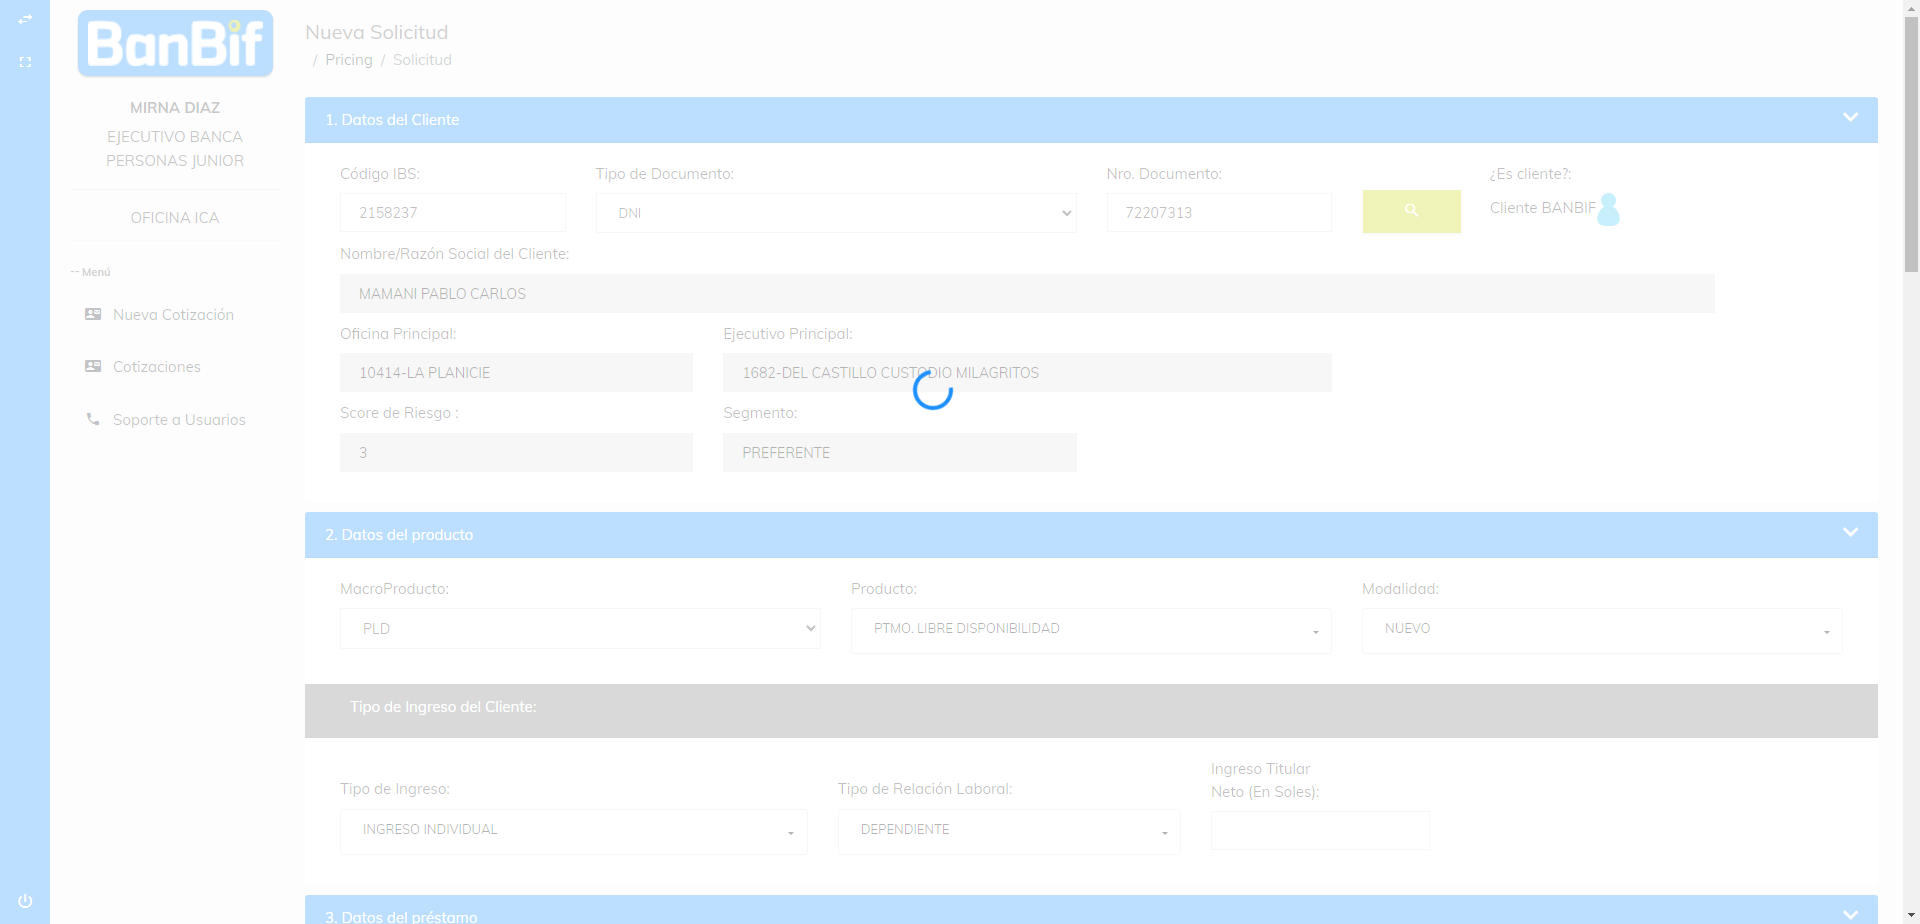 BanBif
MIRNA DIAZ
EJECUTIVO BANCA
PERSONAS JUNIOR
OFICINA ICA
-- Menú
Nueva Cotización
Cotizaciones
Soporte a Usuarios
Nueva Solicitud
/ Pricing / Solicitud
1. Datos del Cliente
Código IBS: Tipo de Documento: Nro. Documento: ¿Es cliente?:
2158237 DNI 72207313 Cliente BANBIF
Nombre/Razón Social del Cliente:
MAMANI PABLO CARLOS
Oficina Principal: Ejecutivo Principal:
10414-LA PLANICIE 1682-DEL CASTILLO CUSTODIO MILAGRITOS
Score de Riesgo : Segmento:
3 PREFERENTE
2. Datos del producto
MacroProducto: Producto: Modalidad:
PLD PTMO. LIBRE DISPONIBILIDAD NUEVO
Tipo de Ingreso del Cliente:
Tipo de Ingreso: Tipo de Relación Laboral: Ingreso Titular
Neto (En Soles):
INGRESO INDIVIDUAL DEPENDIENTE
3. Datos del préstamo